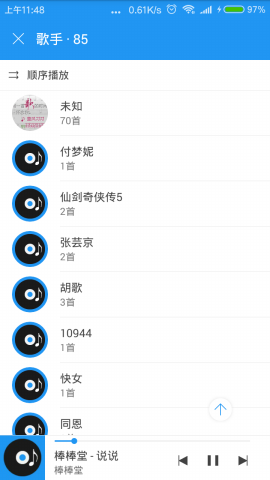 上午11:48
... 0.61K/s 97%
歌手 · 85
顺序播放
未知
70首
付梦妮
1首
仙剑奇侠传5
2首
张芸京
2首
胡歌
3首
10944
1首
快女
1首
同恩
棒棒堂 - 说说
棒棒堂